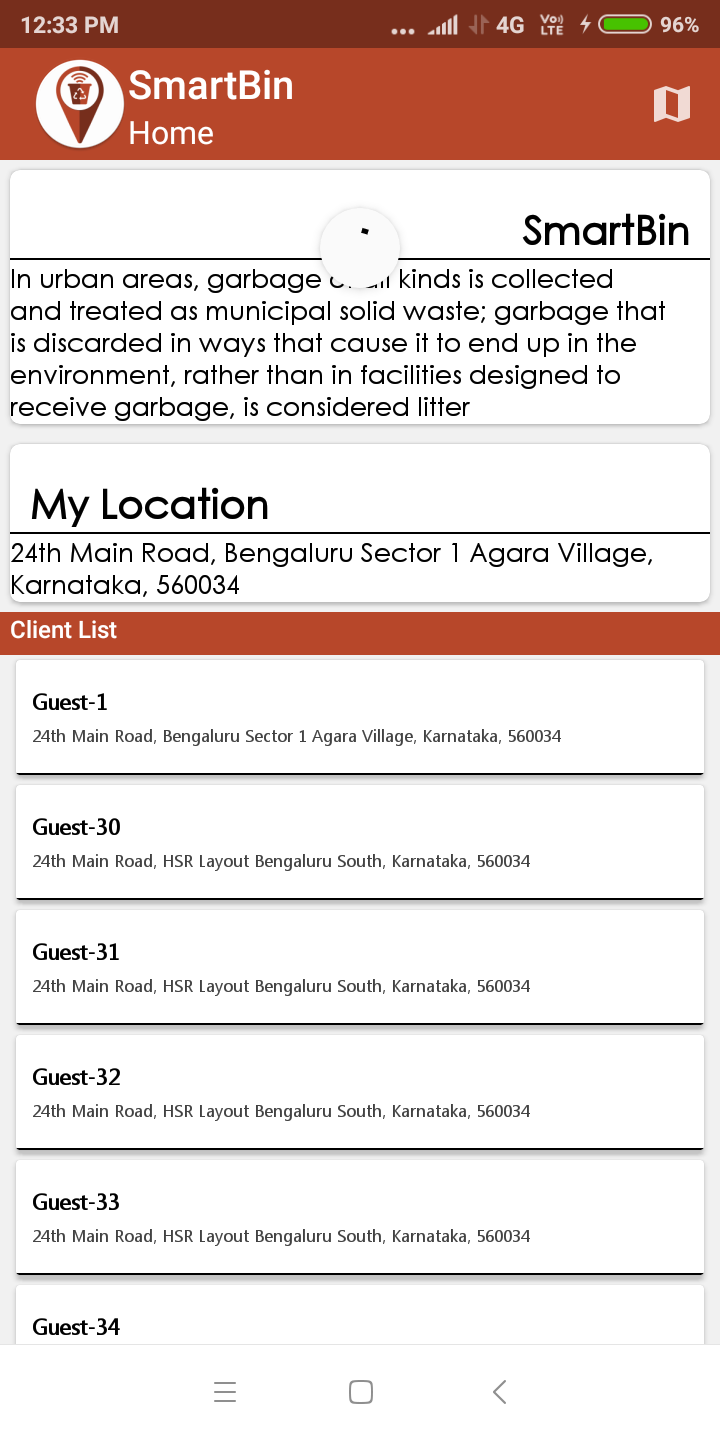 12:33 PM
4G
Vo)) LTE
96%
SmartBin
Home
SmartBin
In urban areas, garbage of all kinds is collected
and treated as municipal solid waste; garbage that
is discarded in ways that cause it to end up in the
environment, rather than in facilities designed to
receive garbage, is considered litter
My Location
24th Main Road, Bengaluru Sector 1 Agara Village,
Karnataka, 560034
Client List
Guest-1
24th Main Road, Bengaluru Sector 1 Agara Village, Karnataka, 560034
Guest-30
24th Main Road, HSR Layout Bengaluru South, Karnataka, 560034
Guest-31
24th Main Road, HSR Layout Bengaluru South, Karnataka, 560034
Guest-32
24th Main Road, HSR Layout Bengaluru South, Karnataka, 560034
Guest-33
24th Main Road, HSR Layout Bengaluru South, Karnataka, 560034
Guest-34